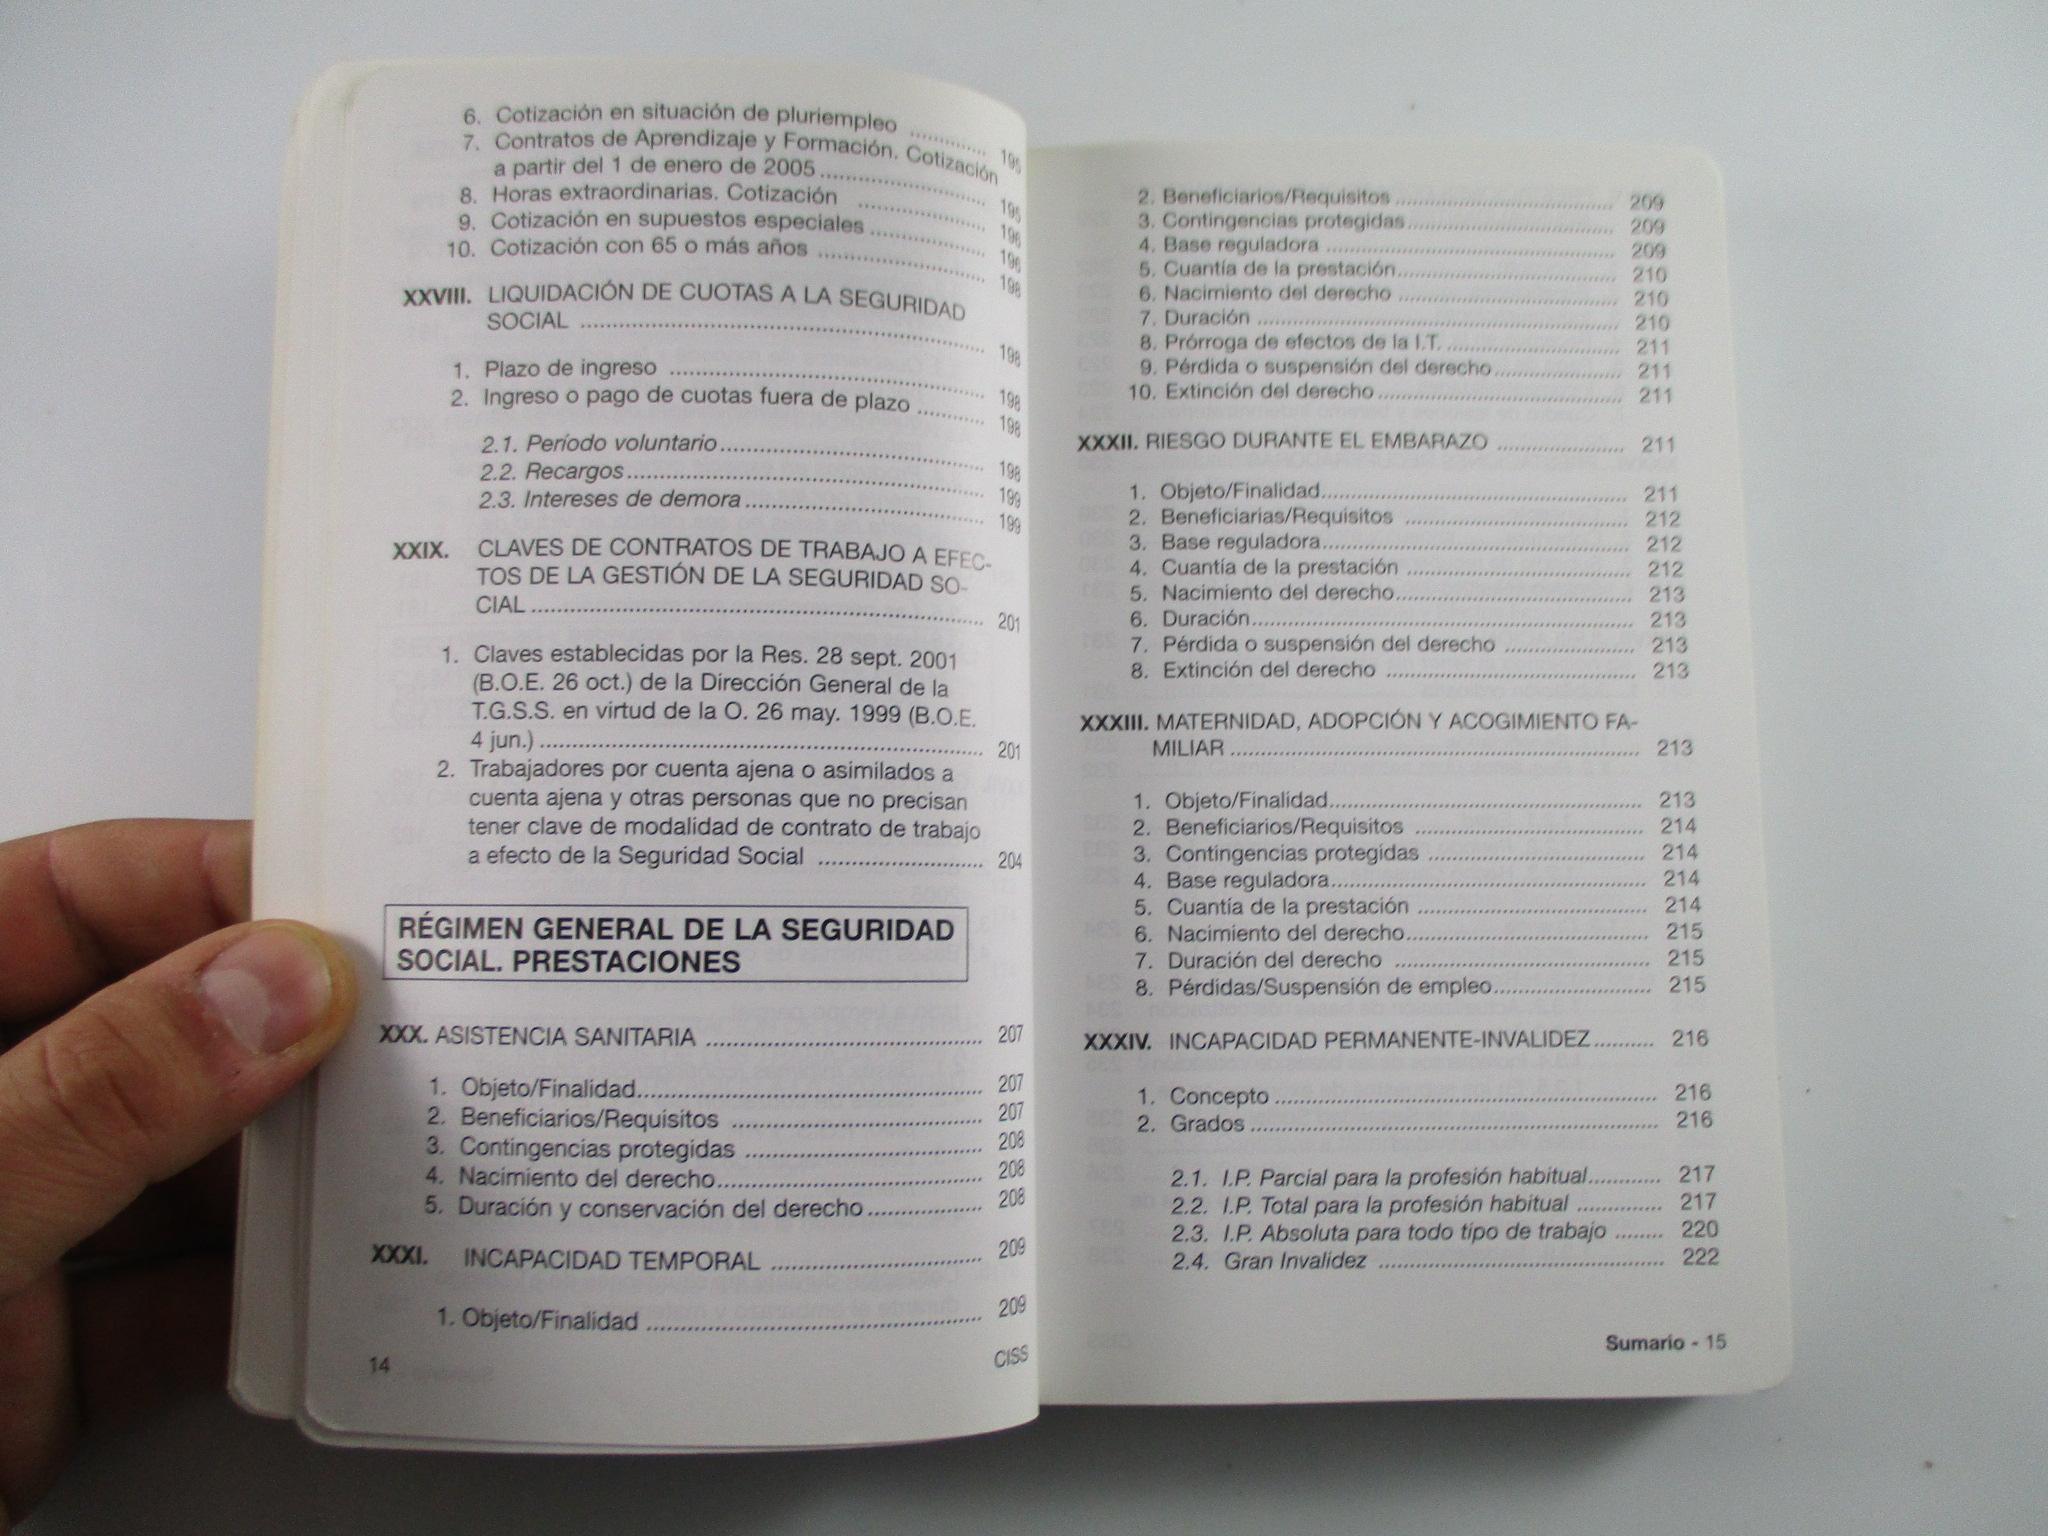 6. Cotización en situación de pluriempleo .......... 195
7. Contratos de Aprendizaje y Formación. Cotización
a partir del 1 de enero de 2005 .......... 195
8. Horas extraordinarias. Cotización .......... 196
9. Cotización en supuestos especiales .......... 196
10. Cotización con 65 o más años .......... 198
XXVIII. LIQUIDACIÓN DE CUOTAS A LA SEGURIDAD
SOCIAL .......... 198
1. Plazo de ingreso .......... 198
2. Ingreso o pago de cuotas fuera de plazo .......... 198
2.1. Período voluntario .......... 198
2.2. Recargos .......... 199
2.3. Intereses de demora .......... 199
XXIX. CLAVES DE CONTRATOS DE TRABAJO A EFEC-
TOS DE LA GESTIÓN DE LA SEGURIDAD SO-
CIAL .......... 201
1. Claves establecidas por la Res. 28 sept. 2001
(B.O.E. 26 oct.) de la Dirección General de la
T.G.S.S. en virtud de la O. 26 may. 1999 (B.O.E.
4 jun.) .......... 201
2. Trabajadores por cuenta ajena o asimilados a
cuenta ajena y otras personas que no precisan
tener clave de modalidad de contrato de trabajo
a efecto de la Seguridad Social .......... 204
RÉGIMEN GENERAL DE LA SEGURIDAD
SOCIAL. PRESTACIONES
XXX. ASISTENCIA SANITARIA .......... 207
1. Objeto/Finalidad .......... 207
2. Beneficiarios/Requisitos .......... 207
3. Contingencias protegidas .......... 208
4. Nacimiento del derecho .......... 208
5. Duración y conservación del derecho .......... 208
XXXI. INCAPACIDAD TEMPORAL .......... 209
1. Objeto/Finalidad .......... 209
14 CISS
2. Beneficiarios/Requisitos .......... 209
3. Contingencias protegidas .......... 209
4. Base reguladora .......... 209
5. Cuantía de la prestación .......... 210
6. Nacimiento del derecho .......... 210
7. Duración .......... 210
8. Prórroga de efectos de la I.T. .......... 211
9. Pérdida o suspensión del derecho .......... 211
10. Extinción del derecho .......... 211
XXXII. RIESGO DURANTE EL EMBARAZO .......... 211
1. Objeto/Finalidad .......... 211
2. Beneficiarias/Requisitos .......... 212
3. Base reguladora .......... 212
4. Cuantía de la prestación .......... 212
5. Nacimiento del derecho .......... 213
6. Duración .......... 213
7. Pérdida o suspensión del derecho .......... 213
8. Extinción del derecho .......... 213
XXXIII. MATERNIDAD, ADOPCIÓN Y ACOGIMIENTO FA-
MILIAR .......... 213
1. Objeto/Finalidad .......... 213
2. Beneficiarios/Requisitos .......... 214
3. Contingencias protegidas .......... 214
4. Base reguladora .......... 214
5. Cuantía de la prestación .......... 214
6. Nacimiento del derecho .......... 215
7. Duración del derecho .......... 215
8. Pérdidas/Suspensión de empleo .......... 215
XXXIV. INCAPACIDAD PERMANENTE-INVALIDEZ .......... 216
1. Concepto .......... 216
2. Grados .......... 216
2.1. I.P. Parcial para la profesión habitual .......... 217
2.2. I.P. Total para la profesión habitual .......... 217
2.3. I.P. Absoluta para todo tipo de trabajo .......... 220
2.4. Gran Invalidez .......... 222
Sumario - 15